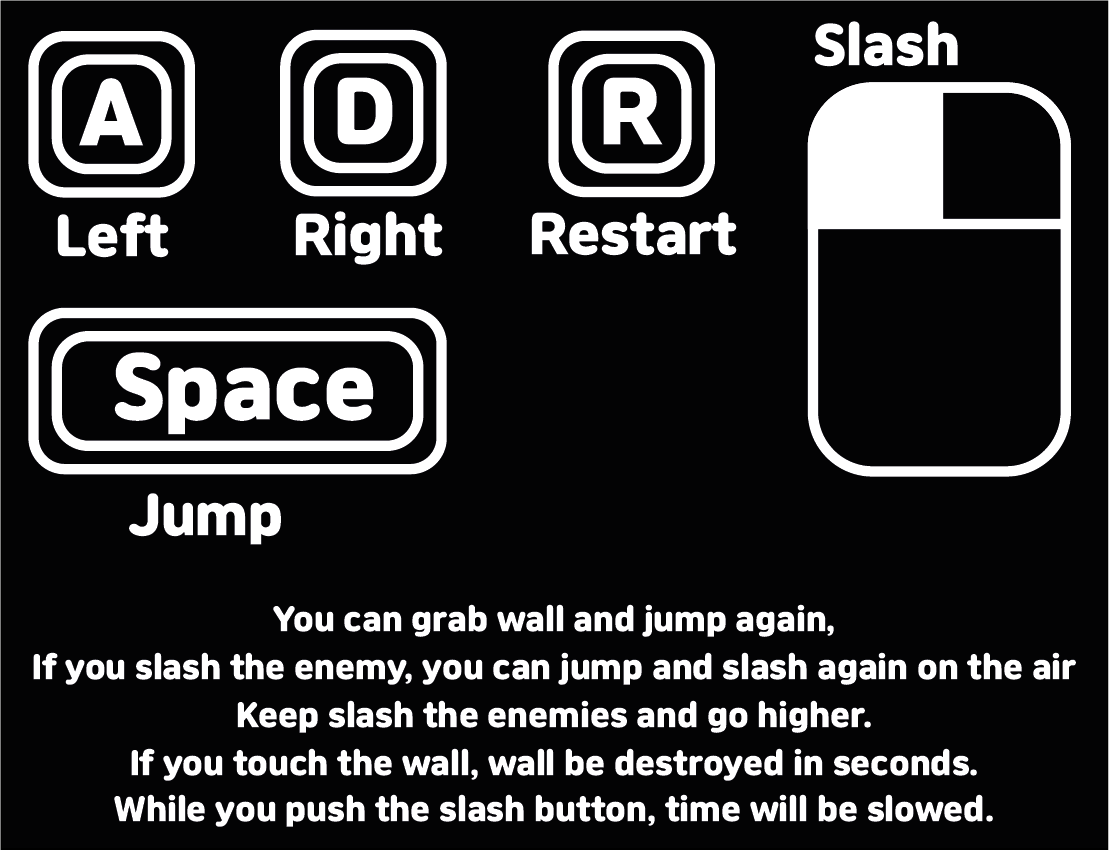 Slash
A
D
R
Left
Right
Restart
Space
Jump
You can grab wall and jump again,
If you slash the enemy, you can jump and slash again on the air
Keep slash the enemies and go higher.
If you touch the wall, wall be destroyed in seconds.
While you push the slash button, time will be slowed.